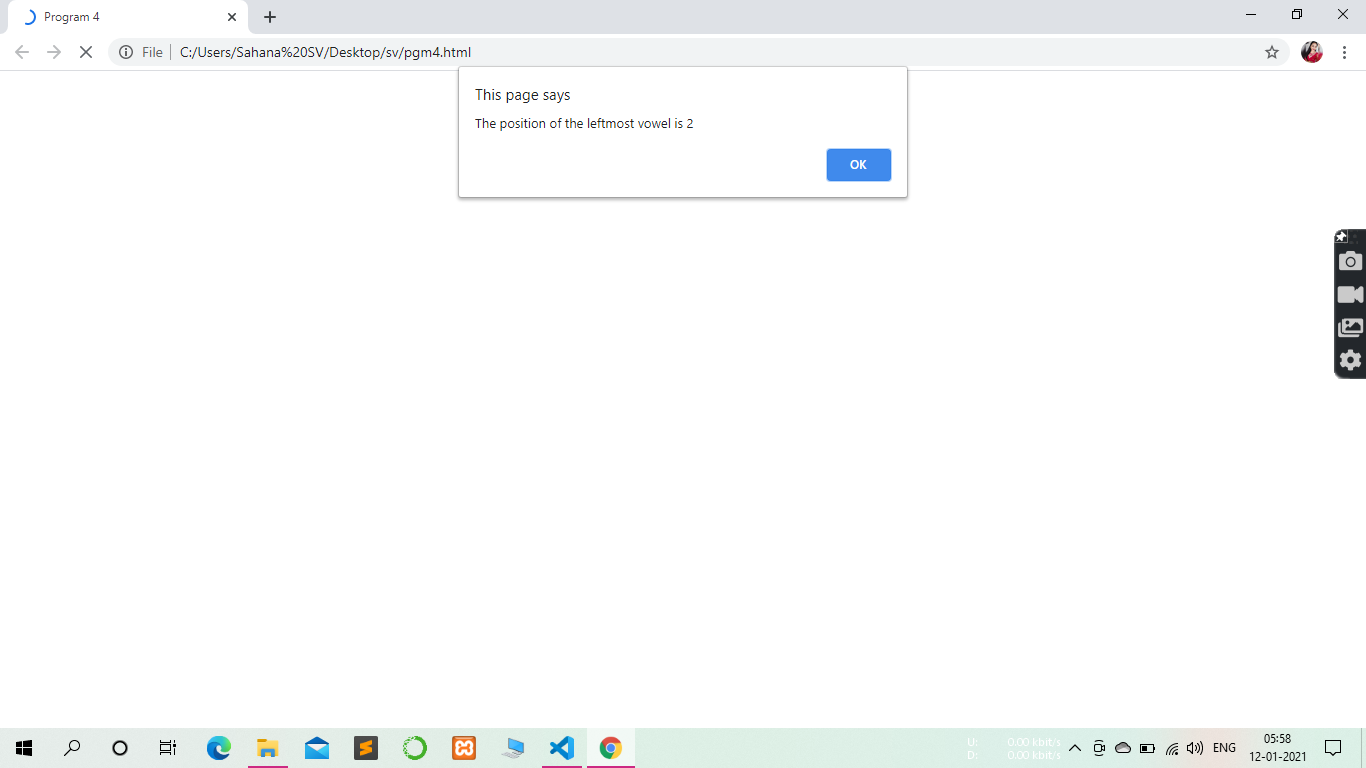 Program 4
File C:/Users/Sahana%20SV/Desktop/sv/pgm4.html
This page says
The position of the leftmost vowel is 2
OK
U: 0.00 kbit/s
D: 0.00 kbit/s
ENG
05:58
12-01-2021